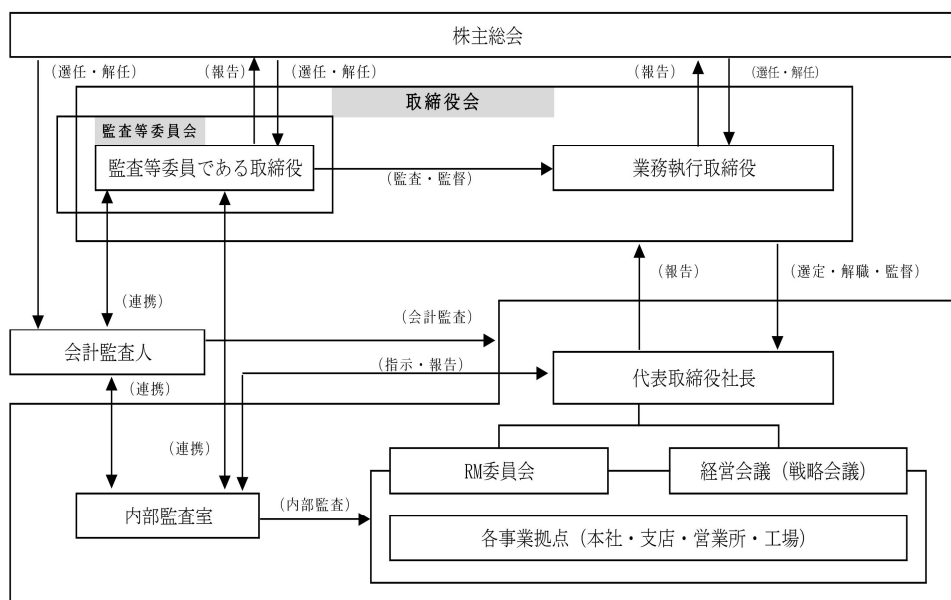 株主総会
(選任・解任)
(報告)
(選任・解任)
(報告)
(選任・解任)
取締役会
監査等委員会
監査等委員である取締役
(監査・監督)
業務執行取締役
(報告)
(選定・解職・監督)
(連携)
(会計監査)
会計監査人
(指示・報告)
代表取締役社長
(連携)
(連携)
RM委員会
経営会議(戦略会議)
内部監査室
(内部監査)
各事業拠点(本社・支店・営業所・工場)